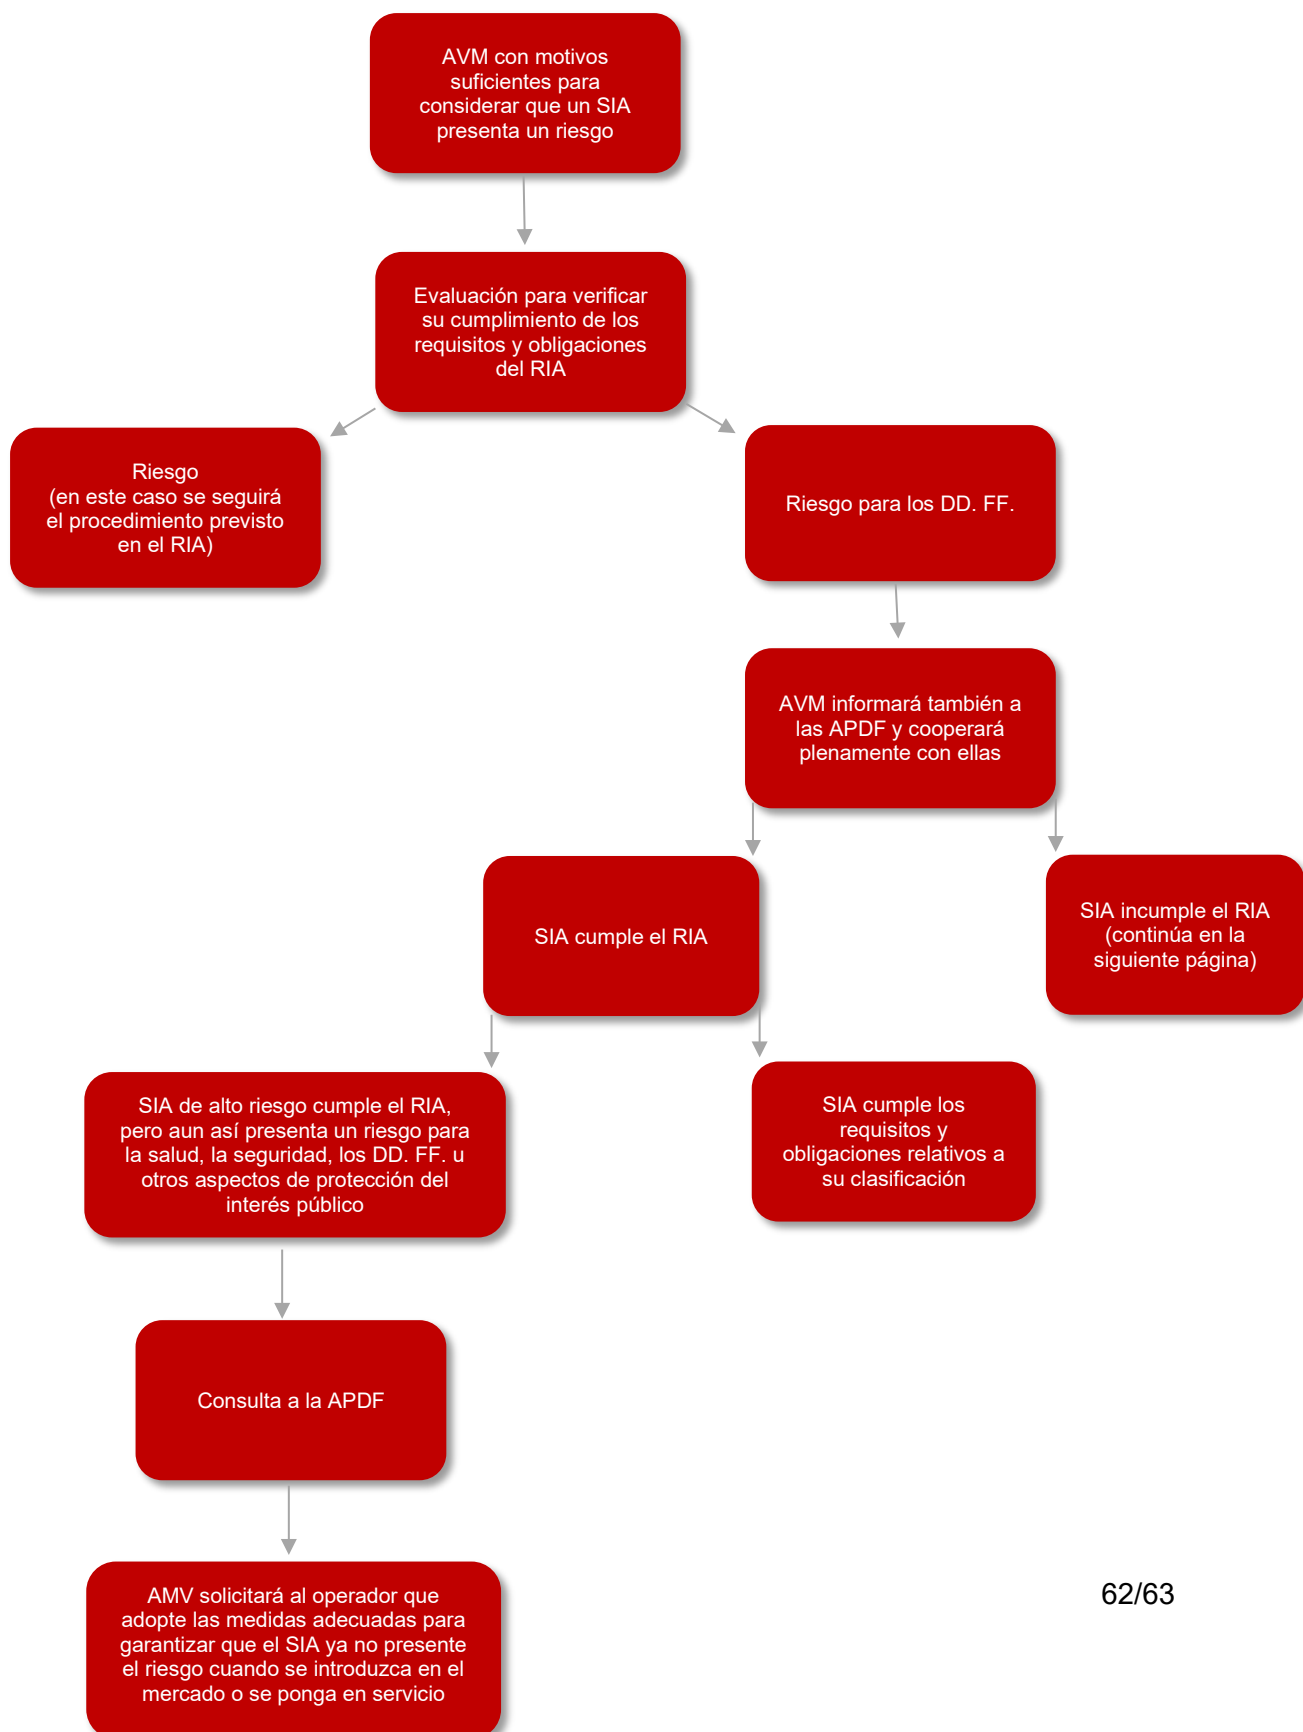 AVM con motivos
suficientes para
considerar que un SIA
presenta un riesgo
Evaluación para verificar
su cumplimiento de los
requisitos y obligaciones
del RIA
Riesgo
(en este caso se seguirá
el procedimiento previsto
en el RIA)
Riesgo para los DD. FF.
AVM informará también a
las APDF y cooperará
plenamente con ellas
SIA cumple el RIA
SIA incumple el RIA
(continúa en la
siguiente página)
SIA de alto riesgo cumple el RIA,
pero aun así presenta un riesgo para
la salud, la seguridad, los DD. FF. u
otros aspectos de protección del
interés público
SIA cumple los
requisitos y
obligaciones relativos a
su clasificación
Consulta a la APDF
AMV solicitará al operador que
adopte las medidas adecuadas para
garantizar que el SIA ya no presente
el riesgo cuando se introduzca en el
mercado o se ponga en servicio
62/63